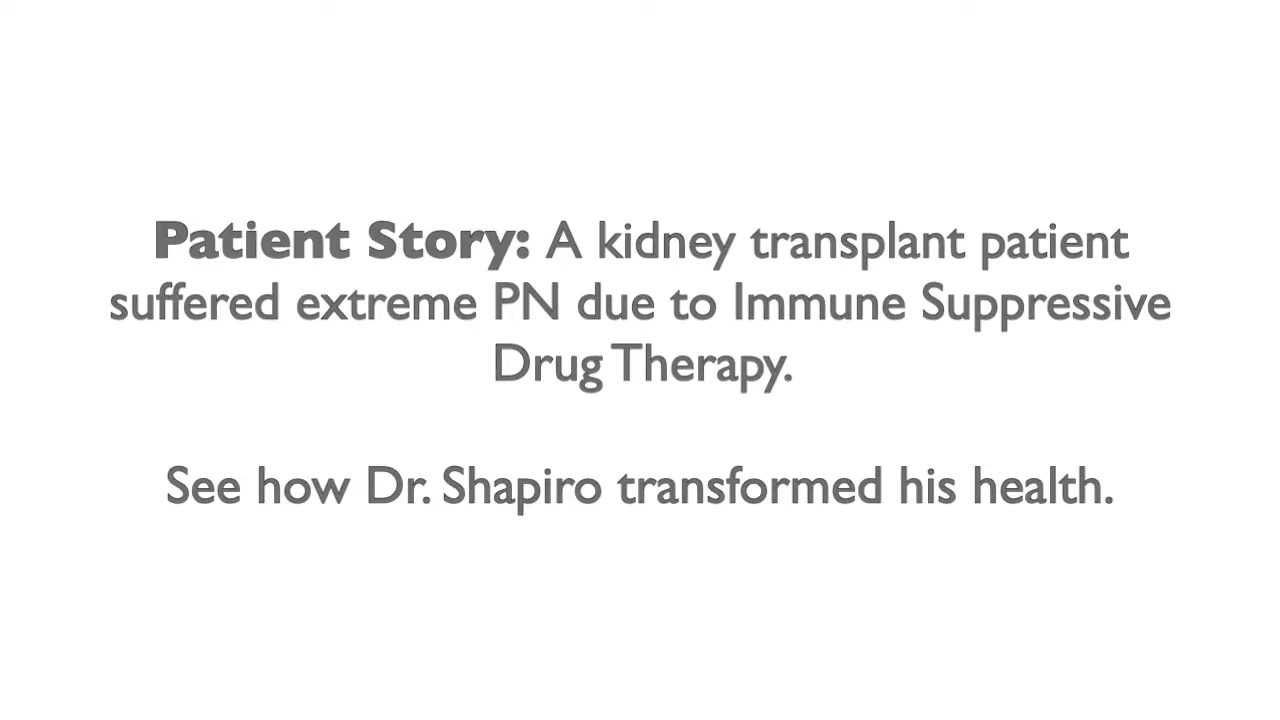 Patient Story: A kidney transplant patient
suffered extreme PN due to Immune Suppressive
Drug Therapy.
See how Dr. Shapiro transformed his health.